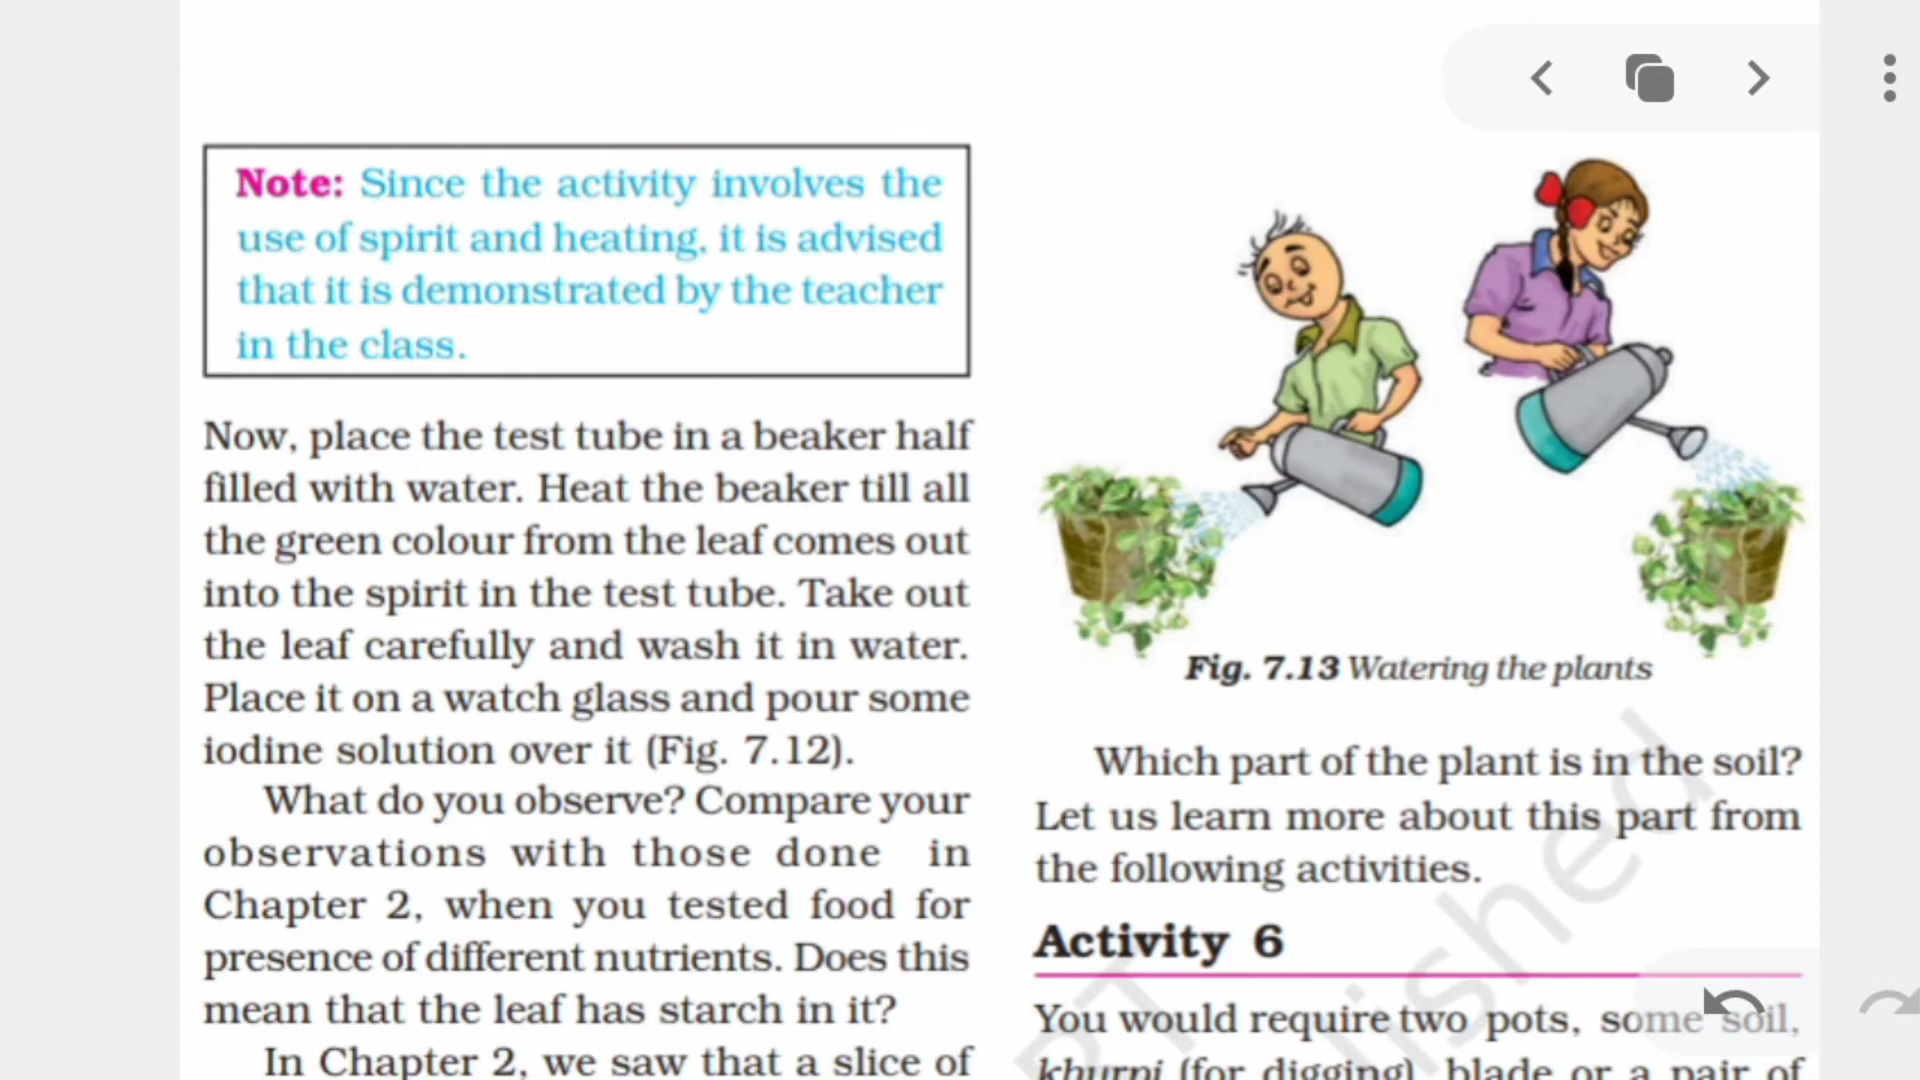 Note: Since the activity involves the
use of spirit and heating, it is advised
that it is demonstrated by the teacher
in the class.
Now, place the test tube in a beaker half
filled with water. Heat the beaker till all
the green colour from the leaf comes out
into the spirit in the test tube. Take out
the leaf carefully and wash it in water.
Place it on a watch glass and pour some
iodine solution over it (Fig. 7.12).
What do you observe? Compare your
observations with those done in
Chapter 2, when you tested food for
presence of different nutrients. Does this
mean that the leaf has starch in it?
In Chapter 2, we saw that a slice of
Fig. 7.13 Watering the plants
Which part of the plant is in the soil?
Let us learn more about this part from
the following activities.
Activity 6
You would require two pots, some soil,
khurpi (for digging), blade or a pair of